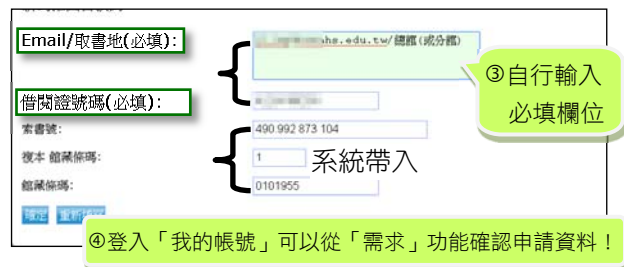 Email/取書地(必填):
ahs.edu.tw/總館(或分館)
③自行輸入
必填欄位
借閱證號碼(必填):
索書號:
490.992 873 104
複本 館藏條碼:
1
系統帶入
館藏條碼:
0101955
確定 重新
④登入「我的帳號」可以從「需求」功能確認申請資料！